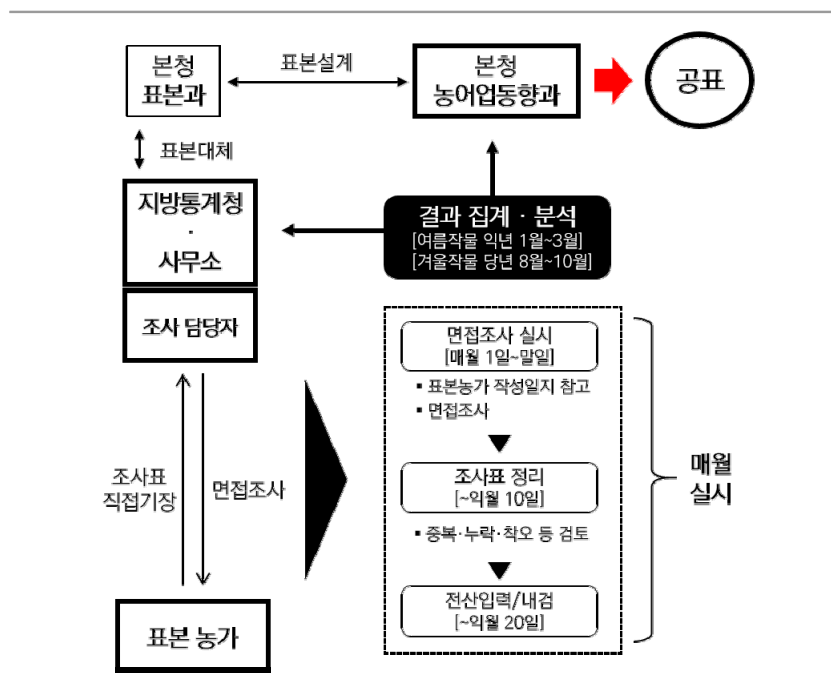 본청
표본과
표본설계
본청
농어업동향과
공표
표본대체
지방통계청
·
사무소
결과 집계 · 분석
[여름작물 익년 1월~3월]
[겨울작물 당년 8월~10월]
조사 담당자
조사표
직접기장
면접조사
표본 농가
면접조사 실시
[매월 1일~말일]
▪ 표본농가 작성일지 참고
▪ 면접조사
조사표 정리
[~익월 10일]
▪ 중복·누락·착오 등 검토
전산입력/내검
[~익월 20일]
매월
실시